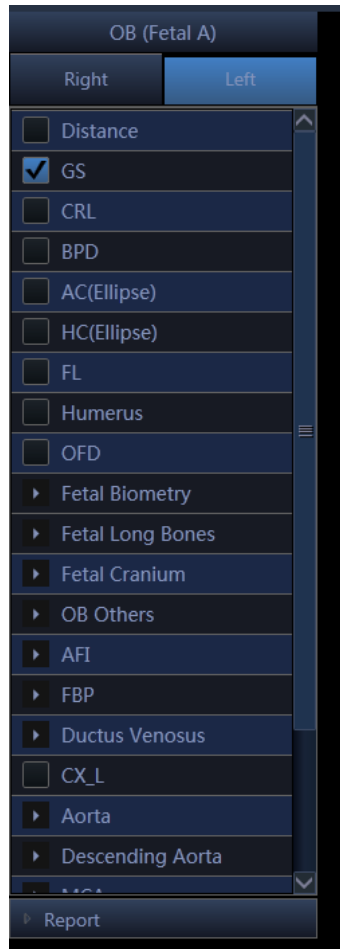 OB (Fetal A)
Right Left
Distance
GS
CRL
BPD
AC(Ellipse)
HC(Ellipse)
FL
Humerus
OFD
Fetal Biometry
Fetal Long Bones
Fetal Cranium
OB Others
AFI
FBP
Ductus Venosus
CX_L
Aorta
Descending Aorta
MCA
Report